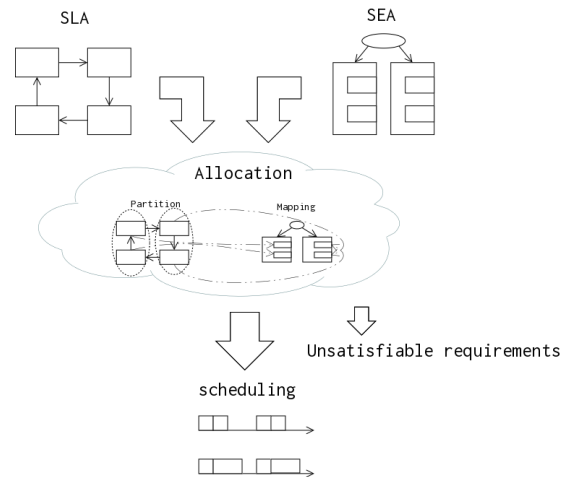 SLA
SEA
Allocation
Partition
Mapping
Unsatisfiable requirements
scheduling